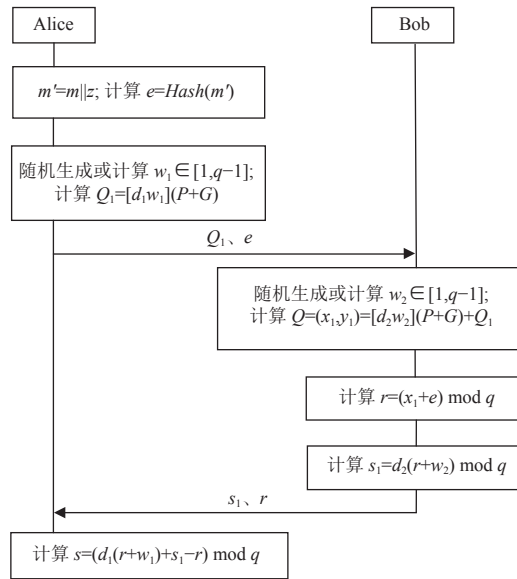 Alice
Bob
m'=m||z; 计算 e=Hash(m')
随机生成或计算 w₁∈[1,q−1];
计算 Q₁=[d₁w₁](P+G)
Q₁、e
随机生成或计算 w₂∈[1,q−1];
计算 Q=(x₁,y₁)=[d₂w₂](P+G)+Q₁
计算 r=(x₁+e) mod q
计算 s₁=d₂(r+w₂) mod q
s₁、r
计算 s=(d₁(r+w₁)+s₁−r) mod q